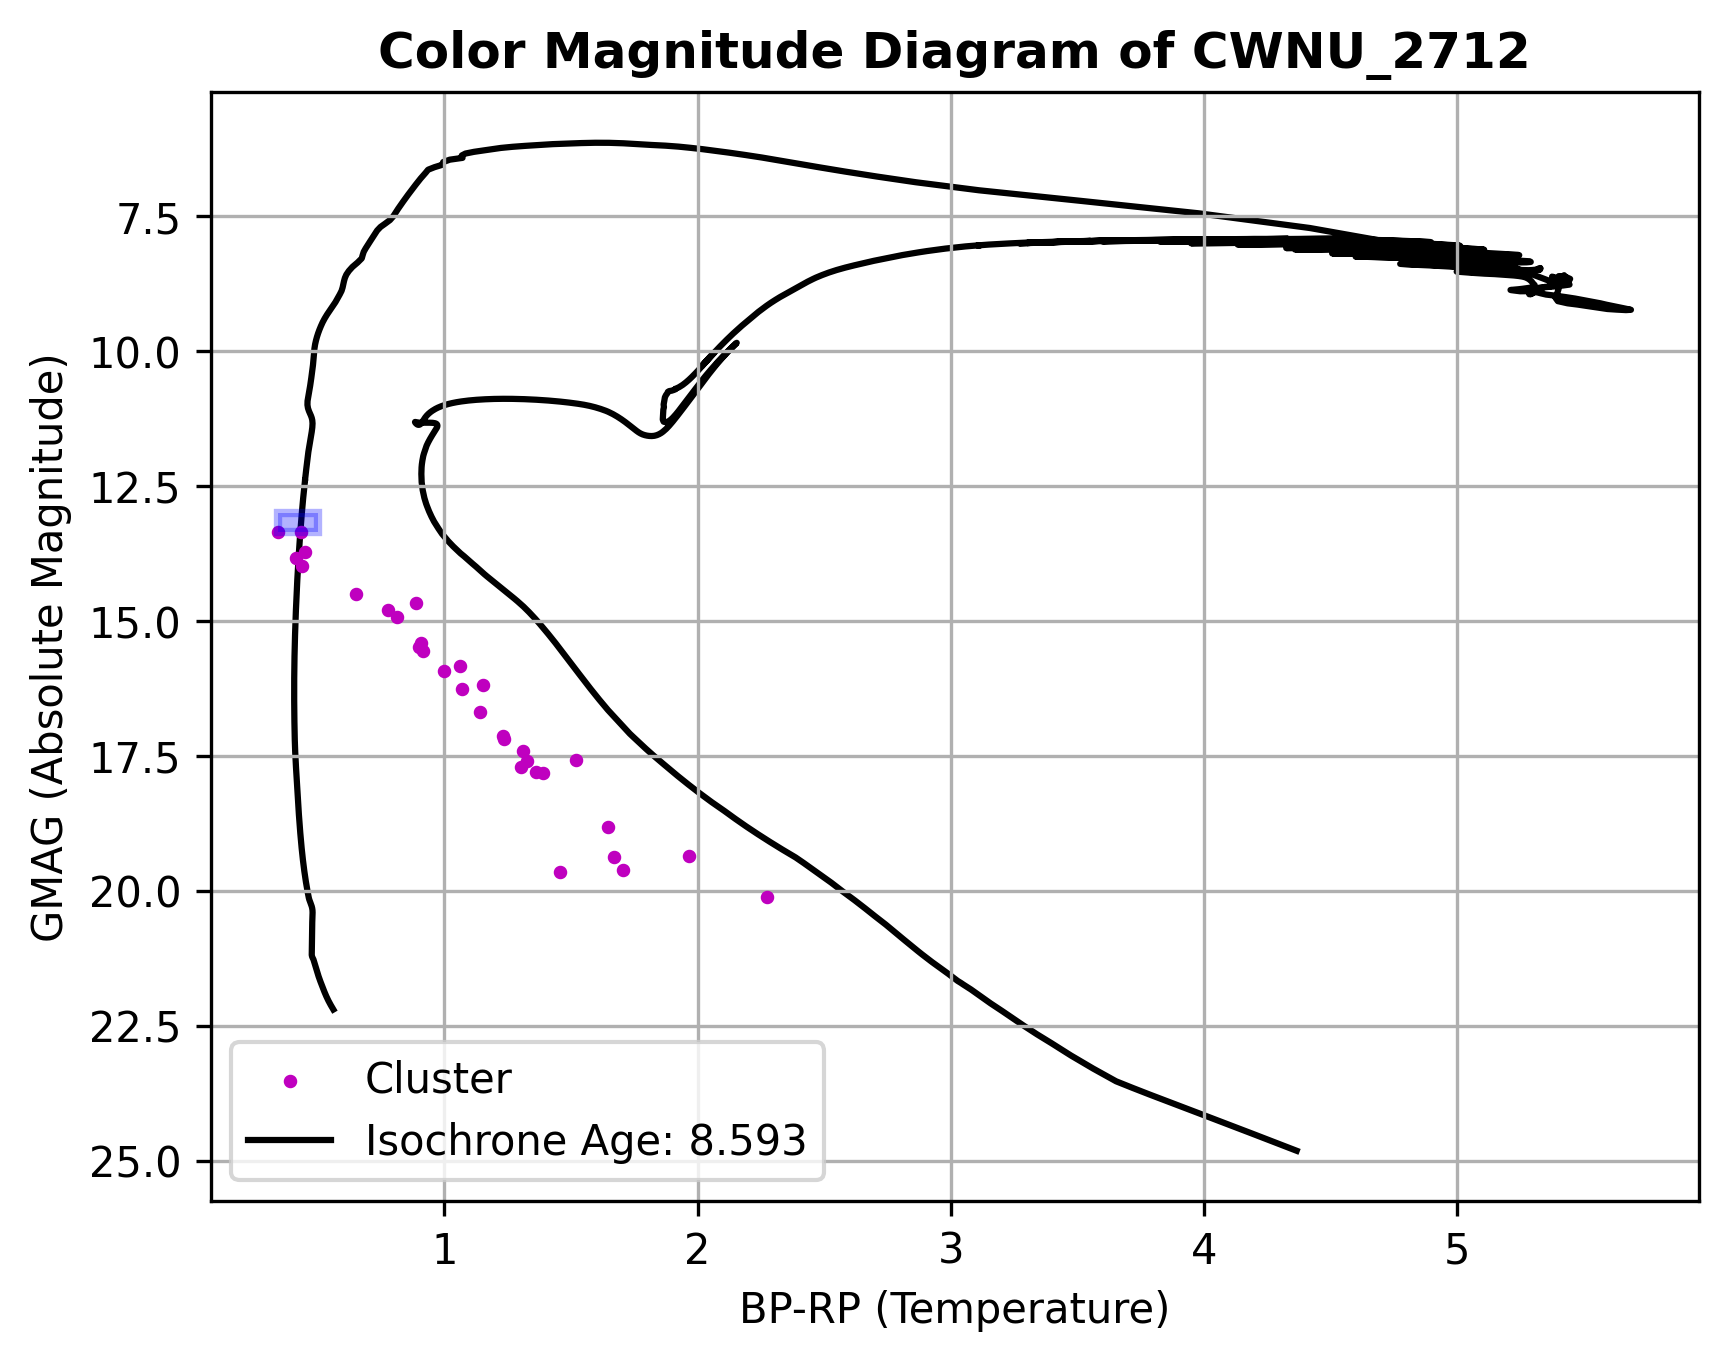 Color Magnitude Diagram of CWNU_2712
GMAG (Absolute Magnitude)
7.5
10.0
12.5
15.0
17.5
20.0
22.5
25.0
Cluster
Isochrone Age: 8.593
1
2
3
4
5
BP-RP (Temperature)